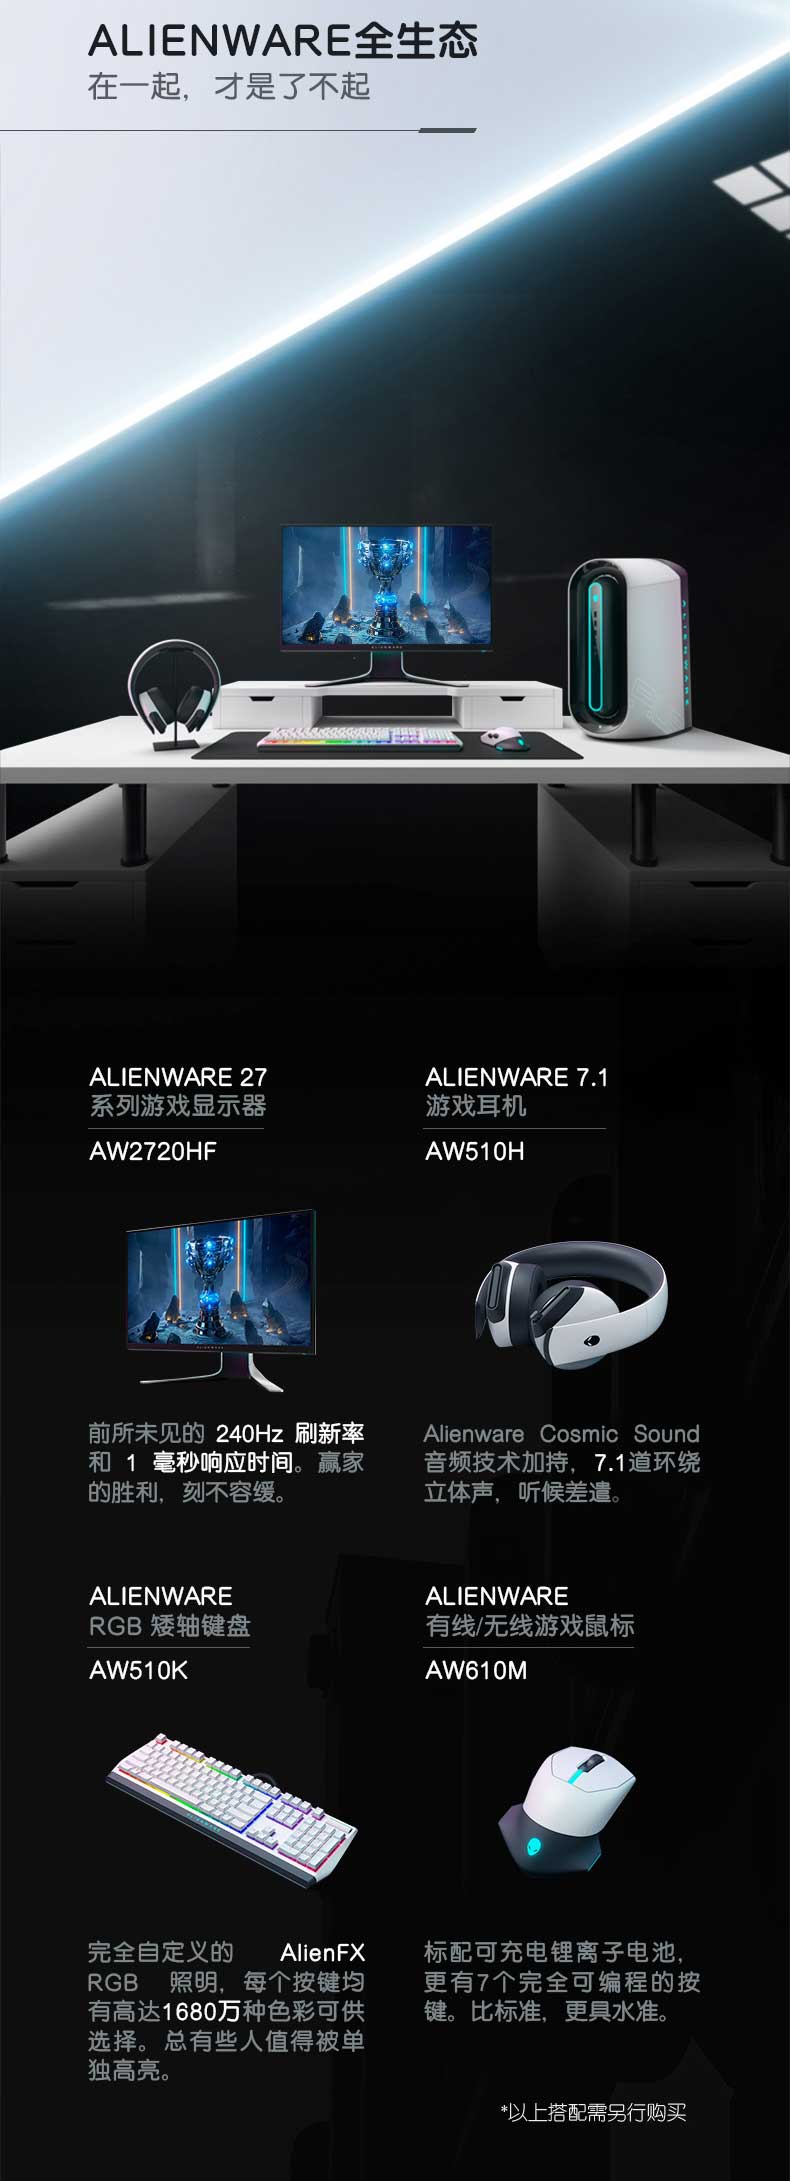 ALIENWARE全生态
在一起，才是了不起
ALIENWARE
ALIENWARE
ALIENWARE 27
系列游戏显示器
AW2720HF
ALIENWARE 7.1
游戏耳机
AW510H
ALIENWARE
前所未见的 240Hz 刷新率
和 1 毫秒响应时间。赢家
的胜利，刻不容缓。
Alienware Cosmic Sound
音频技术加持，7.1道环绕
立体声，听候差遣。
ALIENWARE
RGB 矮轴键盘
AW510K
ALIENWARE
有线/无线游戏鼠标
AW610M
ALIENWARE
完全自定义的 AlienFX
RGB 照明，每个按键均
有高达1680万种色彩可供
选择。总有些人值得被单
独高亮。
标配可充电锂离子电池，
更有7个完全可编程的按
键。比标准，更具水准。
*以上搭配需另行购买